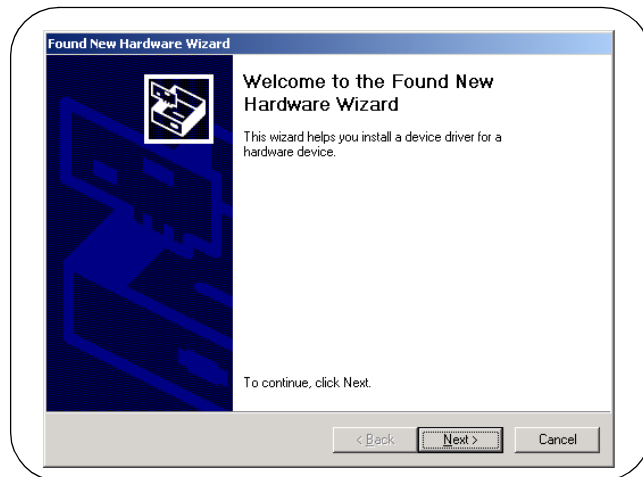 Found New Hardware Wizard
Welcome to the Found New
Hardware Wizard
This wizard helps you install a device driver for a
hardware device.
To continue, click Next.
< Back
Next >
Cancel